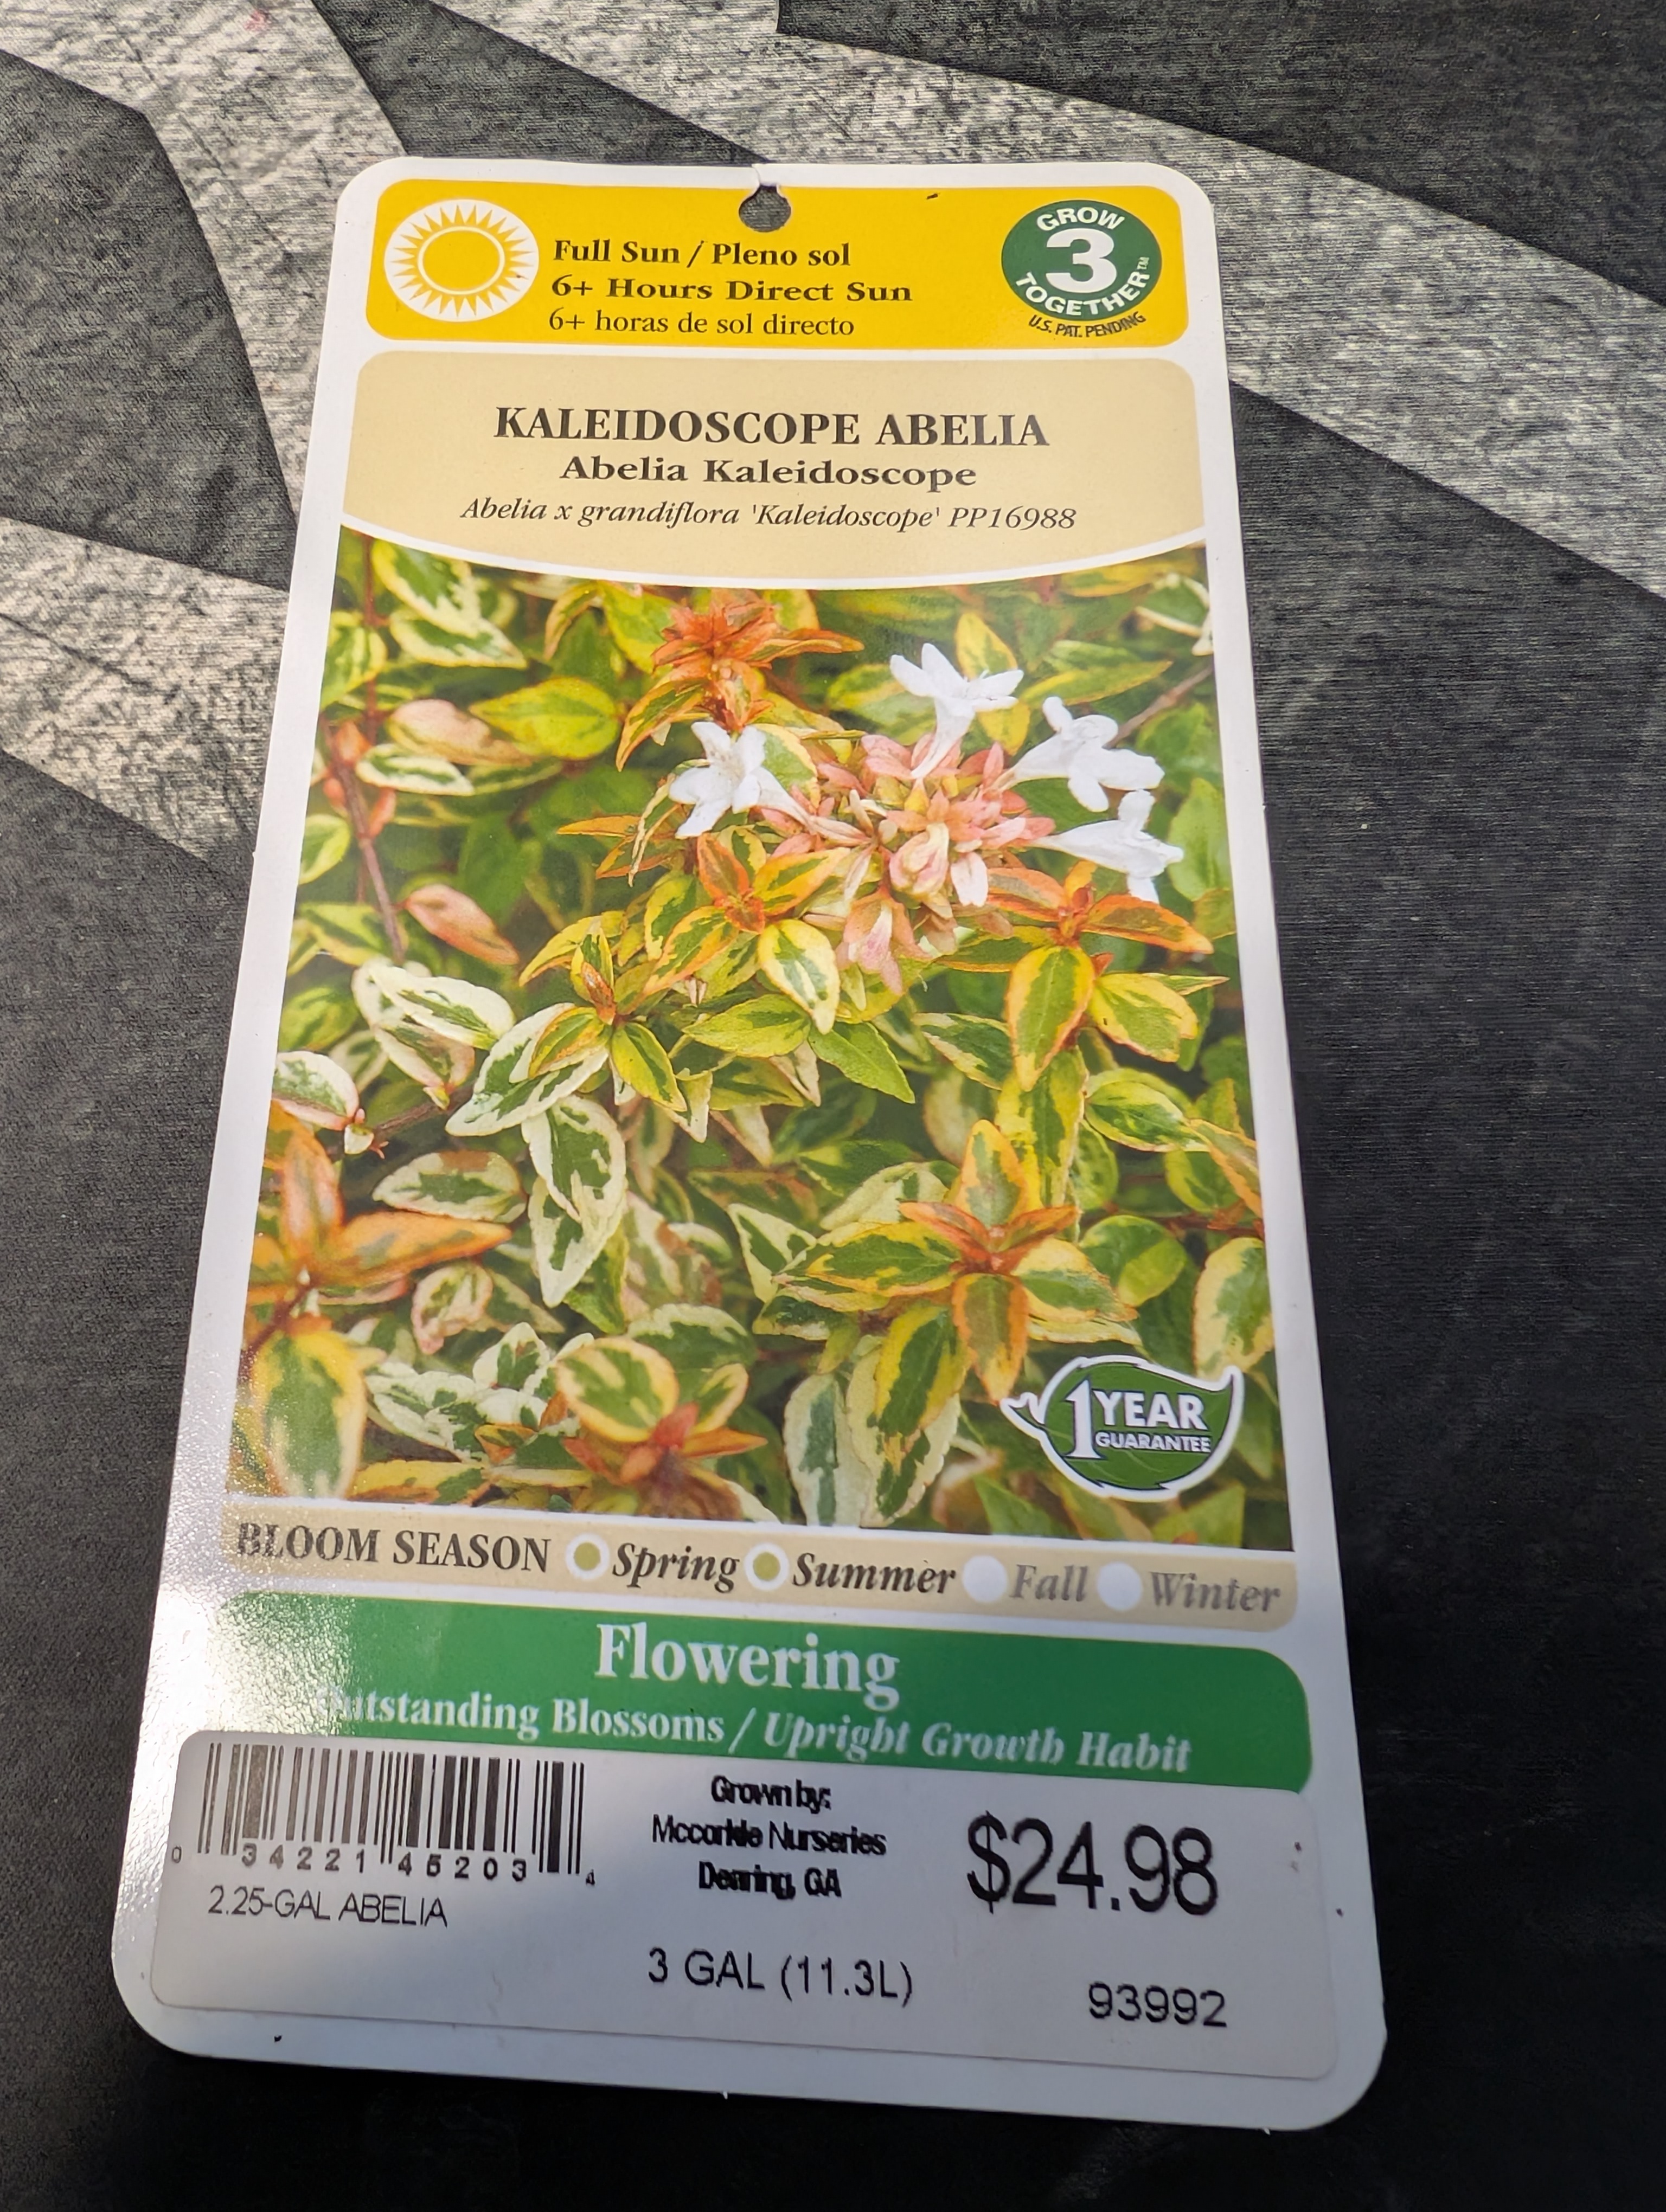 Full Sun / Pleno sol
6+ Hours Direct Sun
6+ horas de sol directo
GROW
3
TOGETHER™
U.S. PAT. PENDING
KALEIDOSCOPE ABELIA
Abelia Kaleidoscope
Abelia x grandiflora 'Kaleidoscope' PP16988
1 YEAR
GUARANTEE
BLOOM SEASON Spring Summer Fall Winter
Flowering
Outstanding Blossoms / Upright Growth Habit
0 34221 45203 4
2.25-GAL ABELIA
Grown by:
Mccorkle Nurseries
Dearing, GA
$24.98
3 GAL (11.3L)
93992